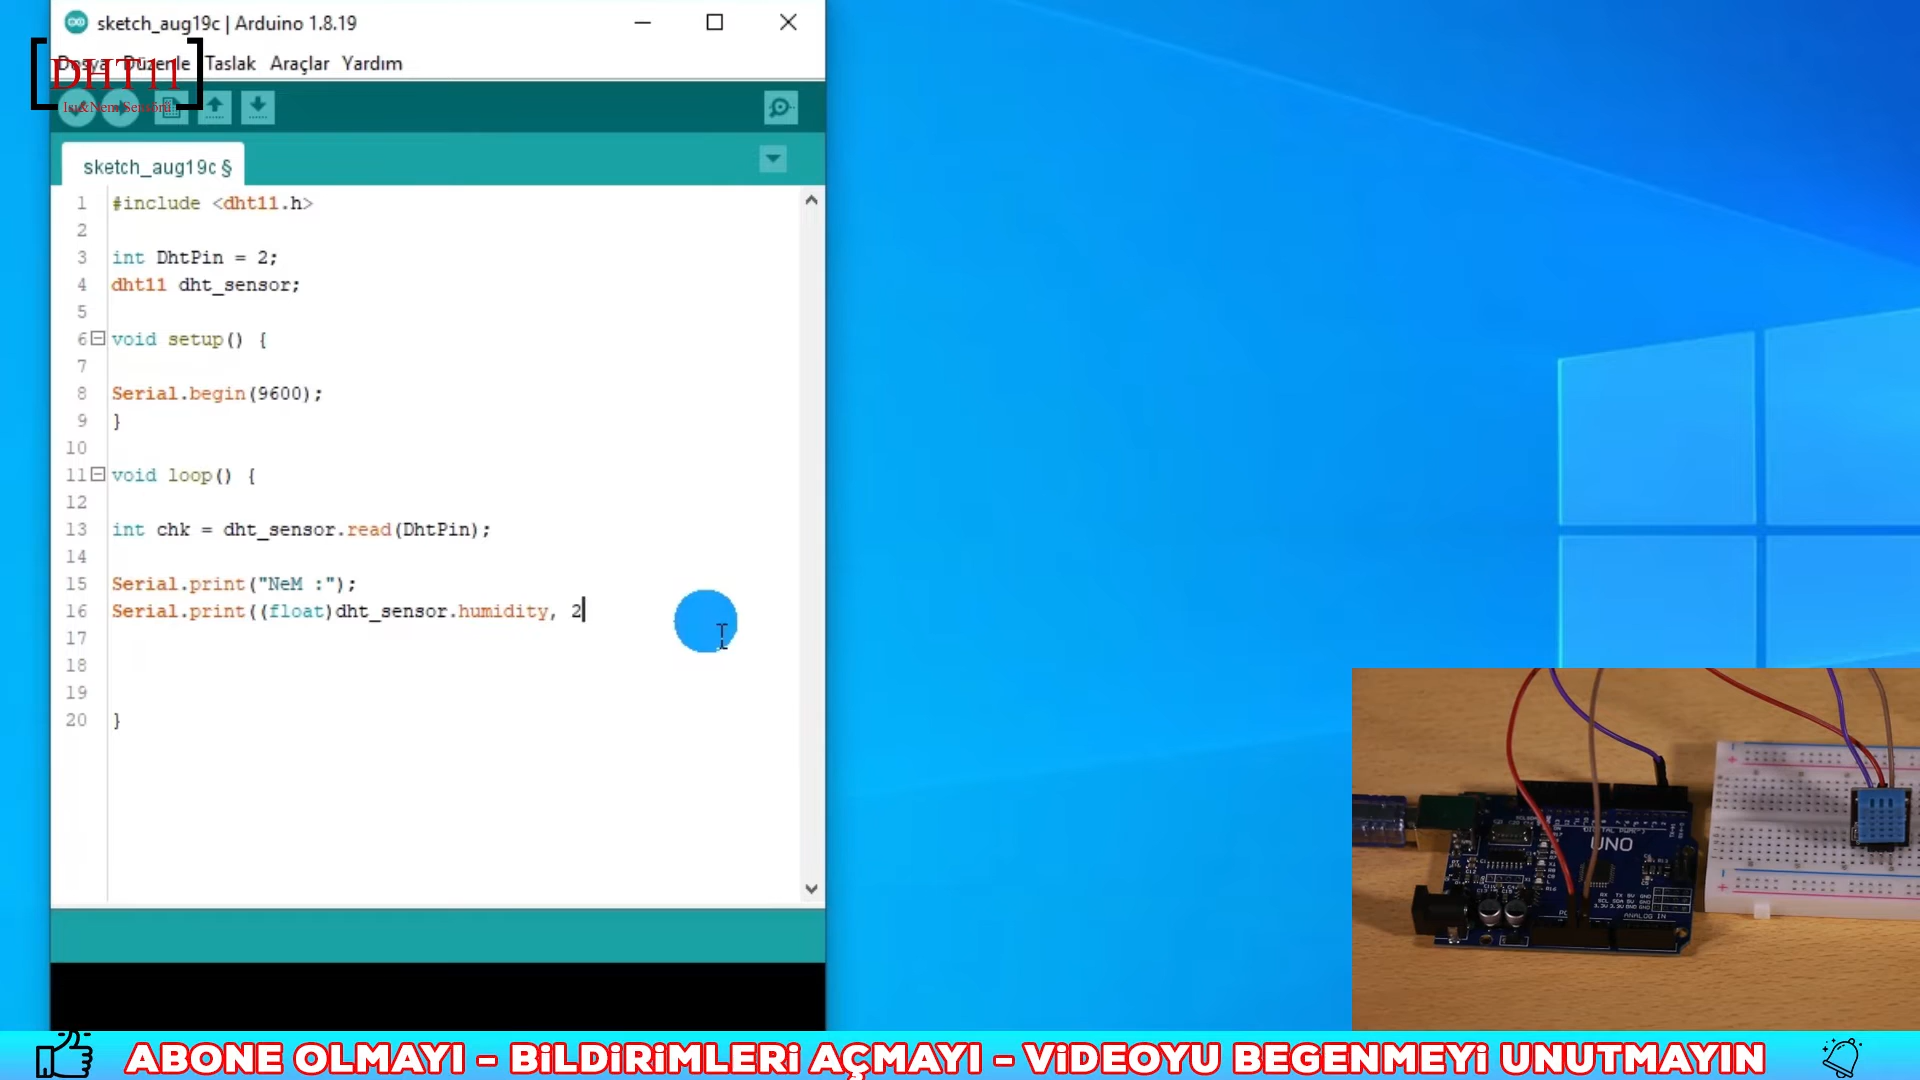 sketch_aug19c | Arduino 1.8.19
Dosya Düzenle Taslak Araçlar Yardım
DHT11
Isı&Nem Sensörü
sketch_aug19c §
1 #include <dht11.h>
2
3 int DhtPin = 2;
4 dht11 dht_sensor;
5
6 void setup() {
7
8 Serial.begin(9600);
9 }
10
11 void loop() {
12
13 int chk = dht_sensor.read(DhtPin);
14
15 Serial.print("NeM :");
16 Serial.print((float)dht_sensor.humidity, 2
17
18
19
20 }
UNO
ANALOG IN
ABONE OLMAYI - BiLDiRiMLERi AÇMAYI - ViDEOYU BEGENMEYi UNUTMAYIN